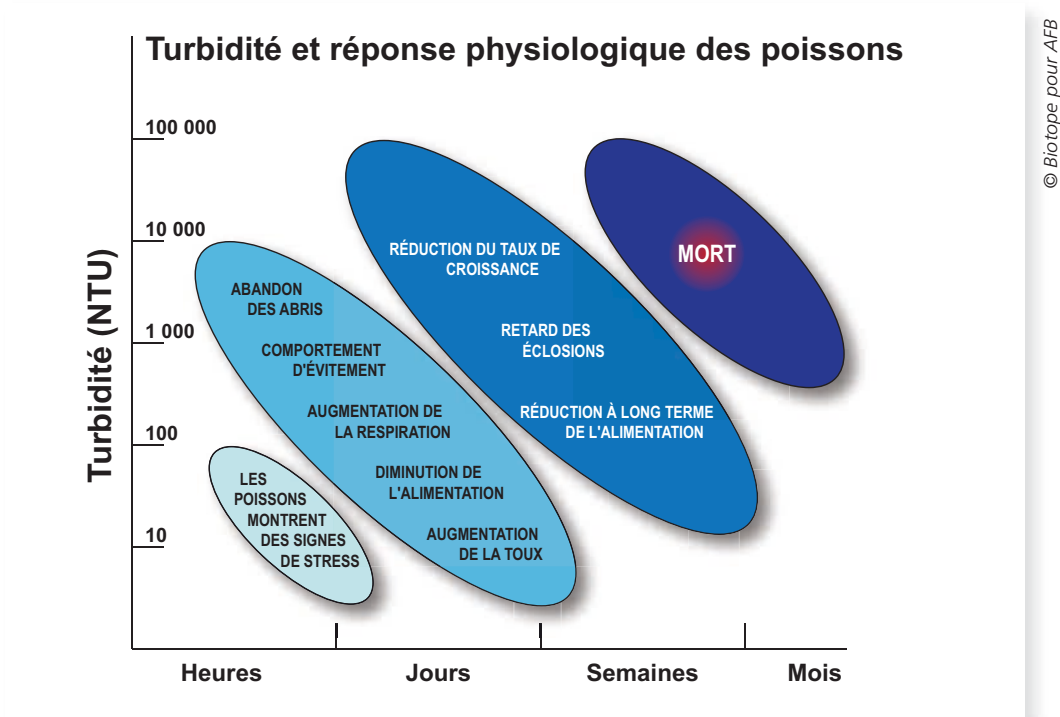 Turbidité et réponse physiologique des poissons
© Biotope pour AFB
Turbidité (NTU)
100 000
10 000
1 000
100
10
ABANDON
DES ABRIS
COMPORTEMENT
D'ÉVITEMENT
AUGMENTATION DE
LA RESPIRATION
DIMINUTION DE
L'ALIMENTATION
AUGMENTATION
DE LA TOUX
LES
POISSONS
MONTRENT
DES SIGNES
DE STRESS
RÉDUCTION DU TAUX DE
CROISSANCE
RETARD DES
ÉCLOSIONS
RÉDUCTION À LONG TERME
DE L'ALIMENTATION
MORT
Heures
Jours
Semaines
Mois